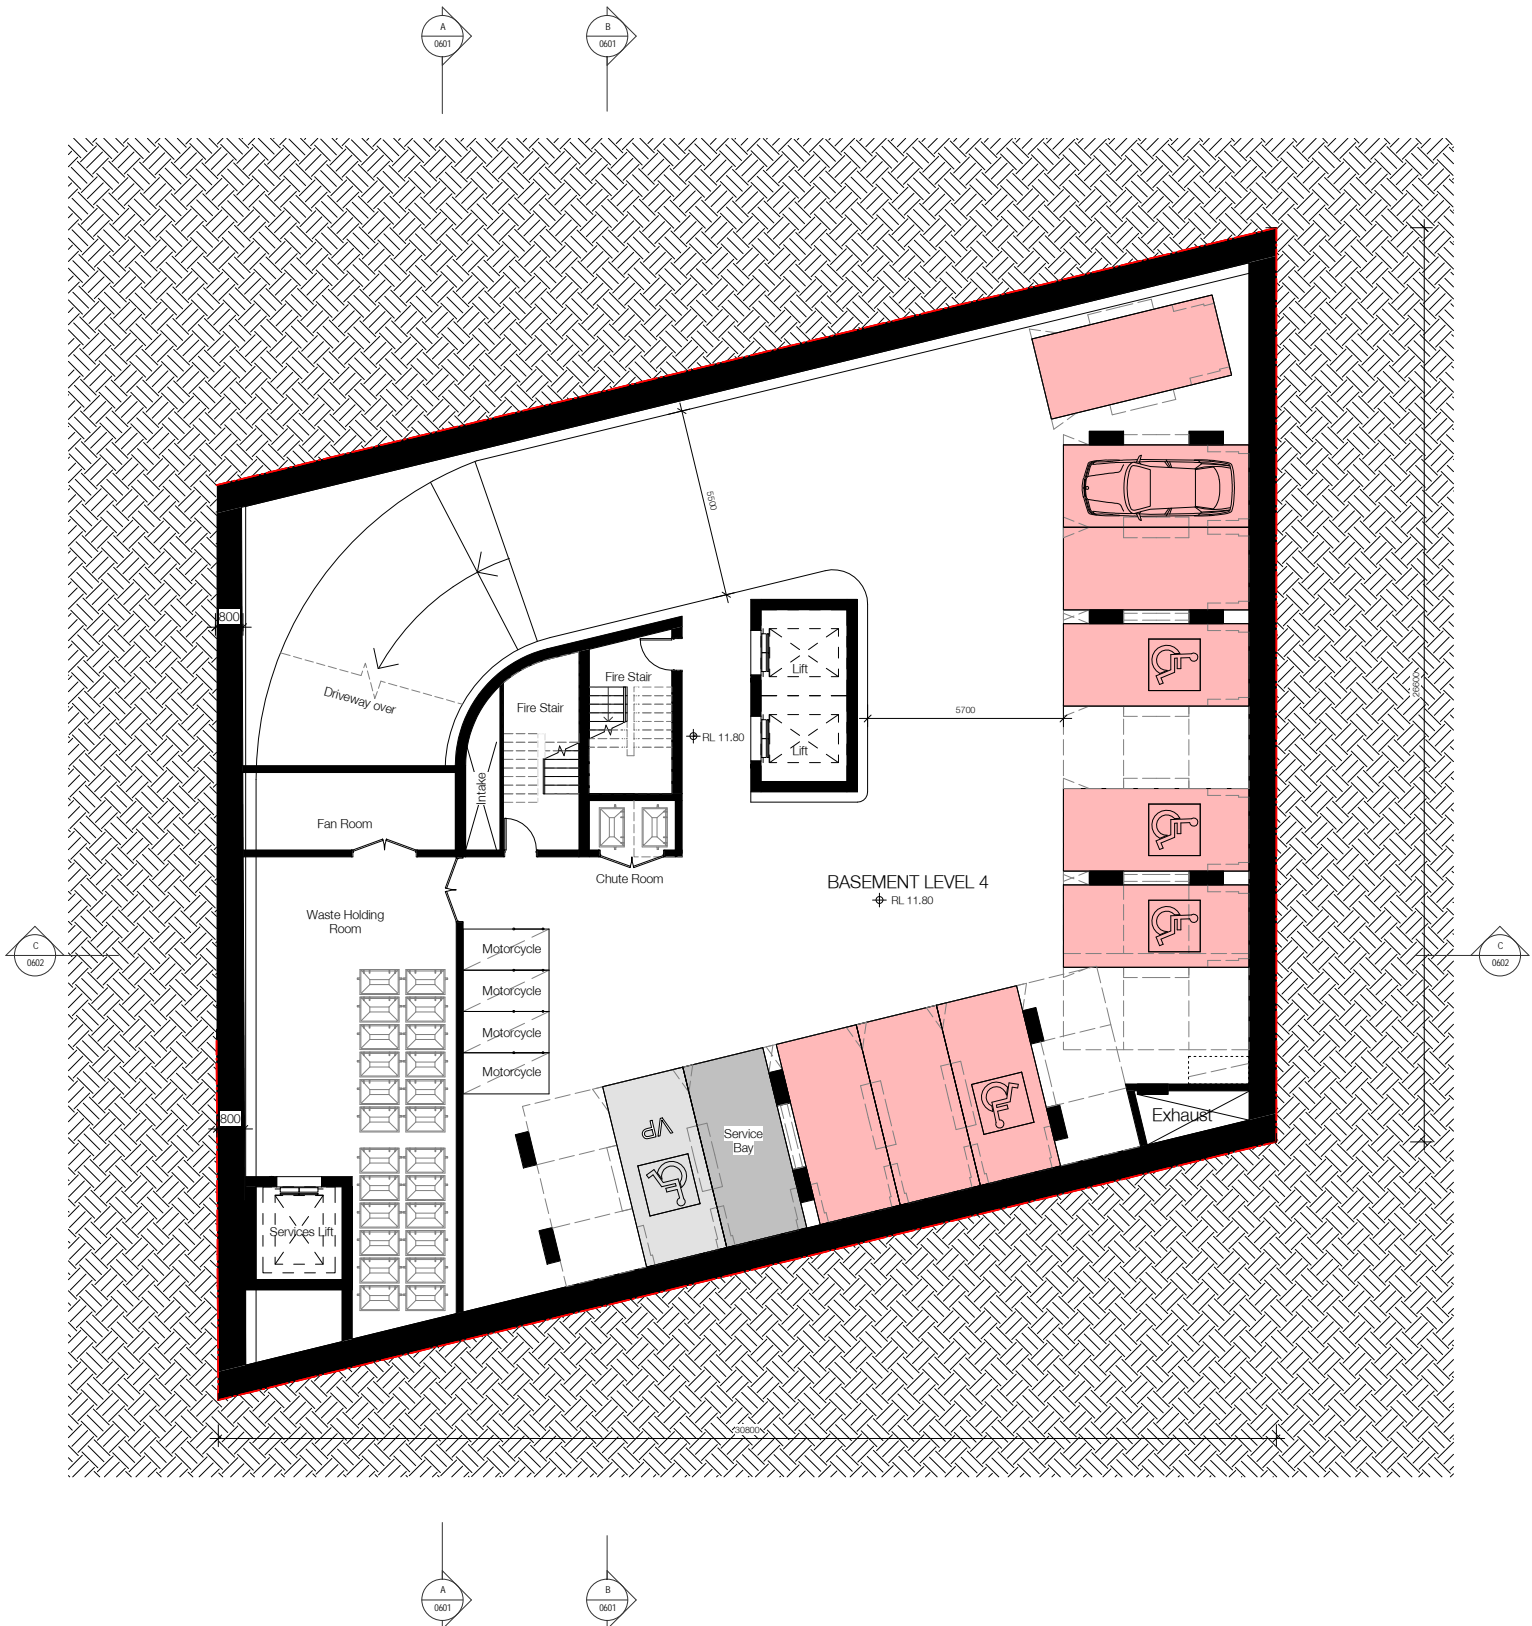 A
0601
B
0601
5500
800
Driveway over
Fire Stair
Fire Stair
Lift
26600
5700
RL 11.80
Lift
Intake
Fan Room
Chute Room
BASEMENT LEVEL 4
RL 11.80
Waste Holding
Room
C
0602
C
0602
Motorcycle
Motorcycle
Motorcycle
Motorcycle
800
Exhaust
VP
Service
Bay
Services Lift
30800
A
0601
B
0601